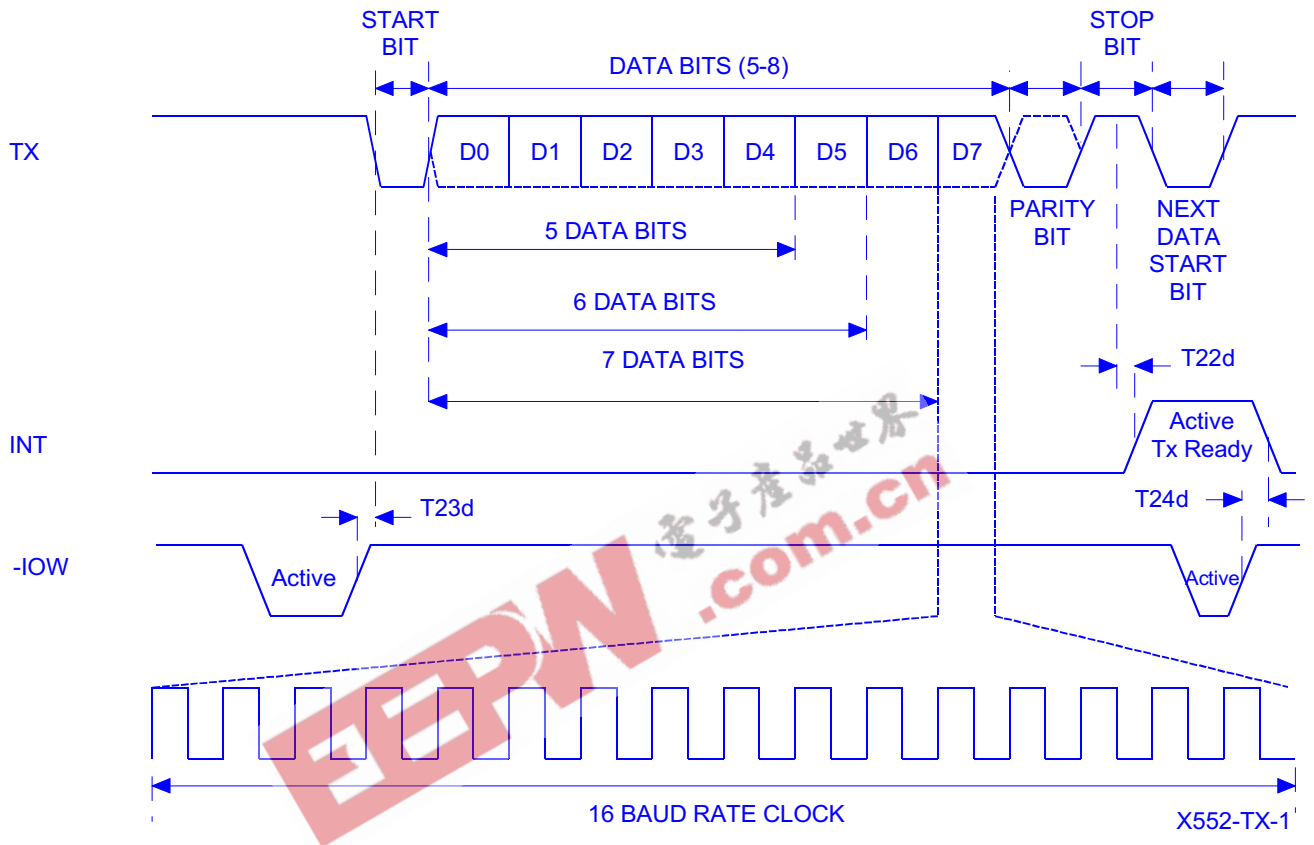 START
BIT
STOP
BIT
DATA BITS (5-8)
TX
D0 D1 D2 D3 D4 D5 D6 D7
PARITY
BIT
NEXT
DATA
START
BIT
5 DATA BITS
6 DATA BITS
7 DATA BITS
T22d
INT
Active
Tx Ready
T23d
T24d
-IOW
Active
Active
電子產品世界
EEPW .com.cn
16 BAUD RATE CLOCK
X552-TX-1